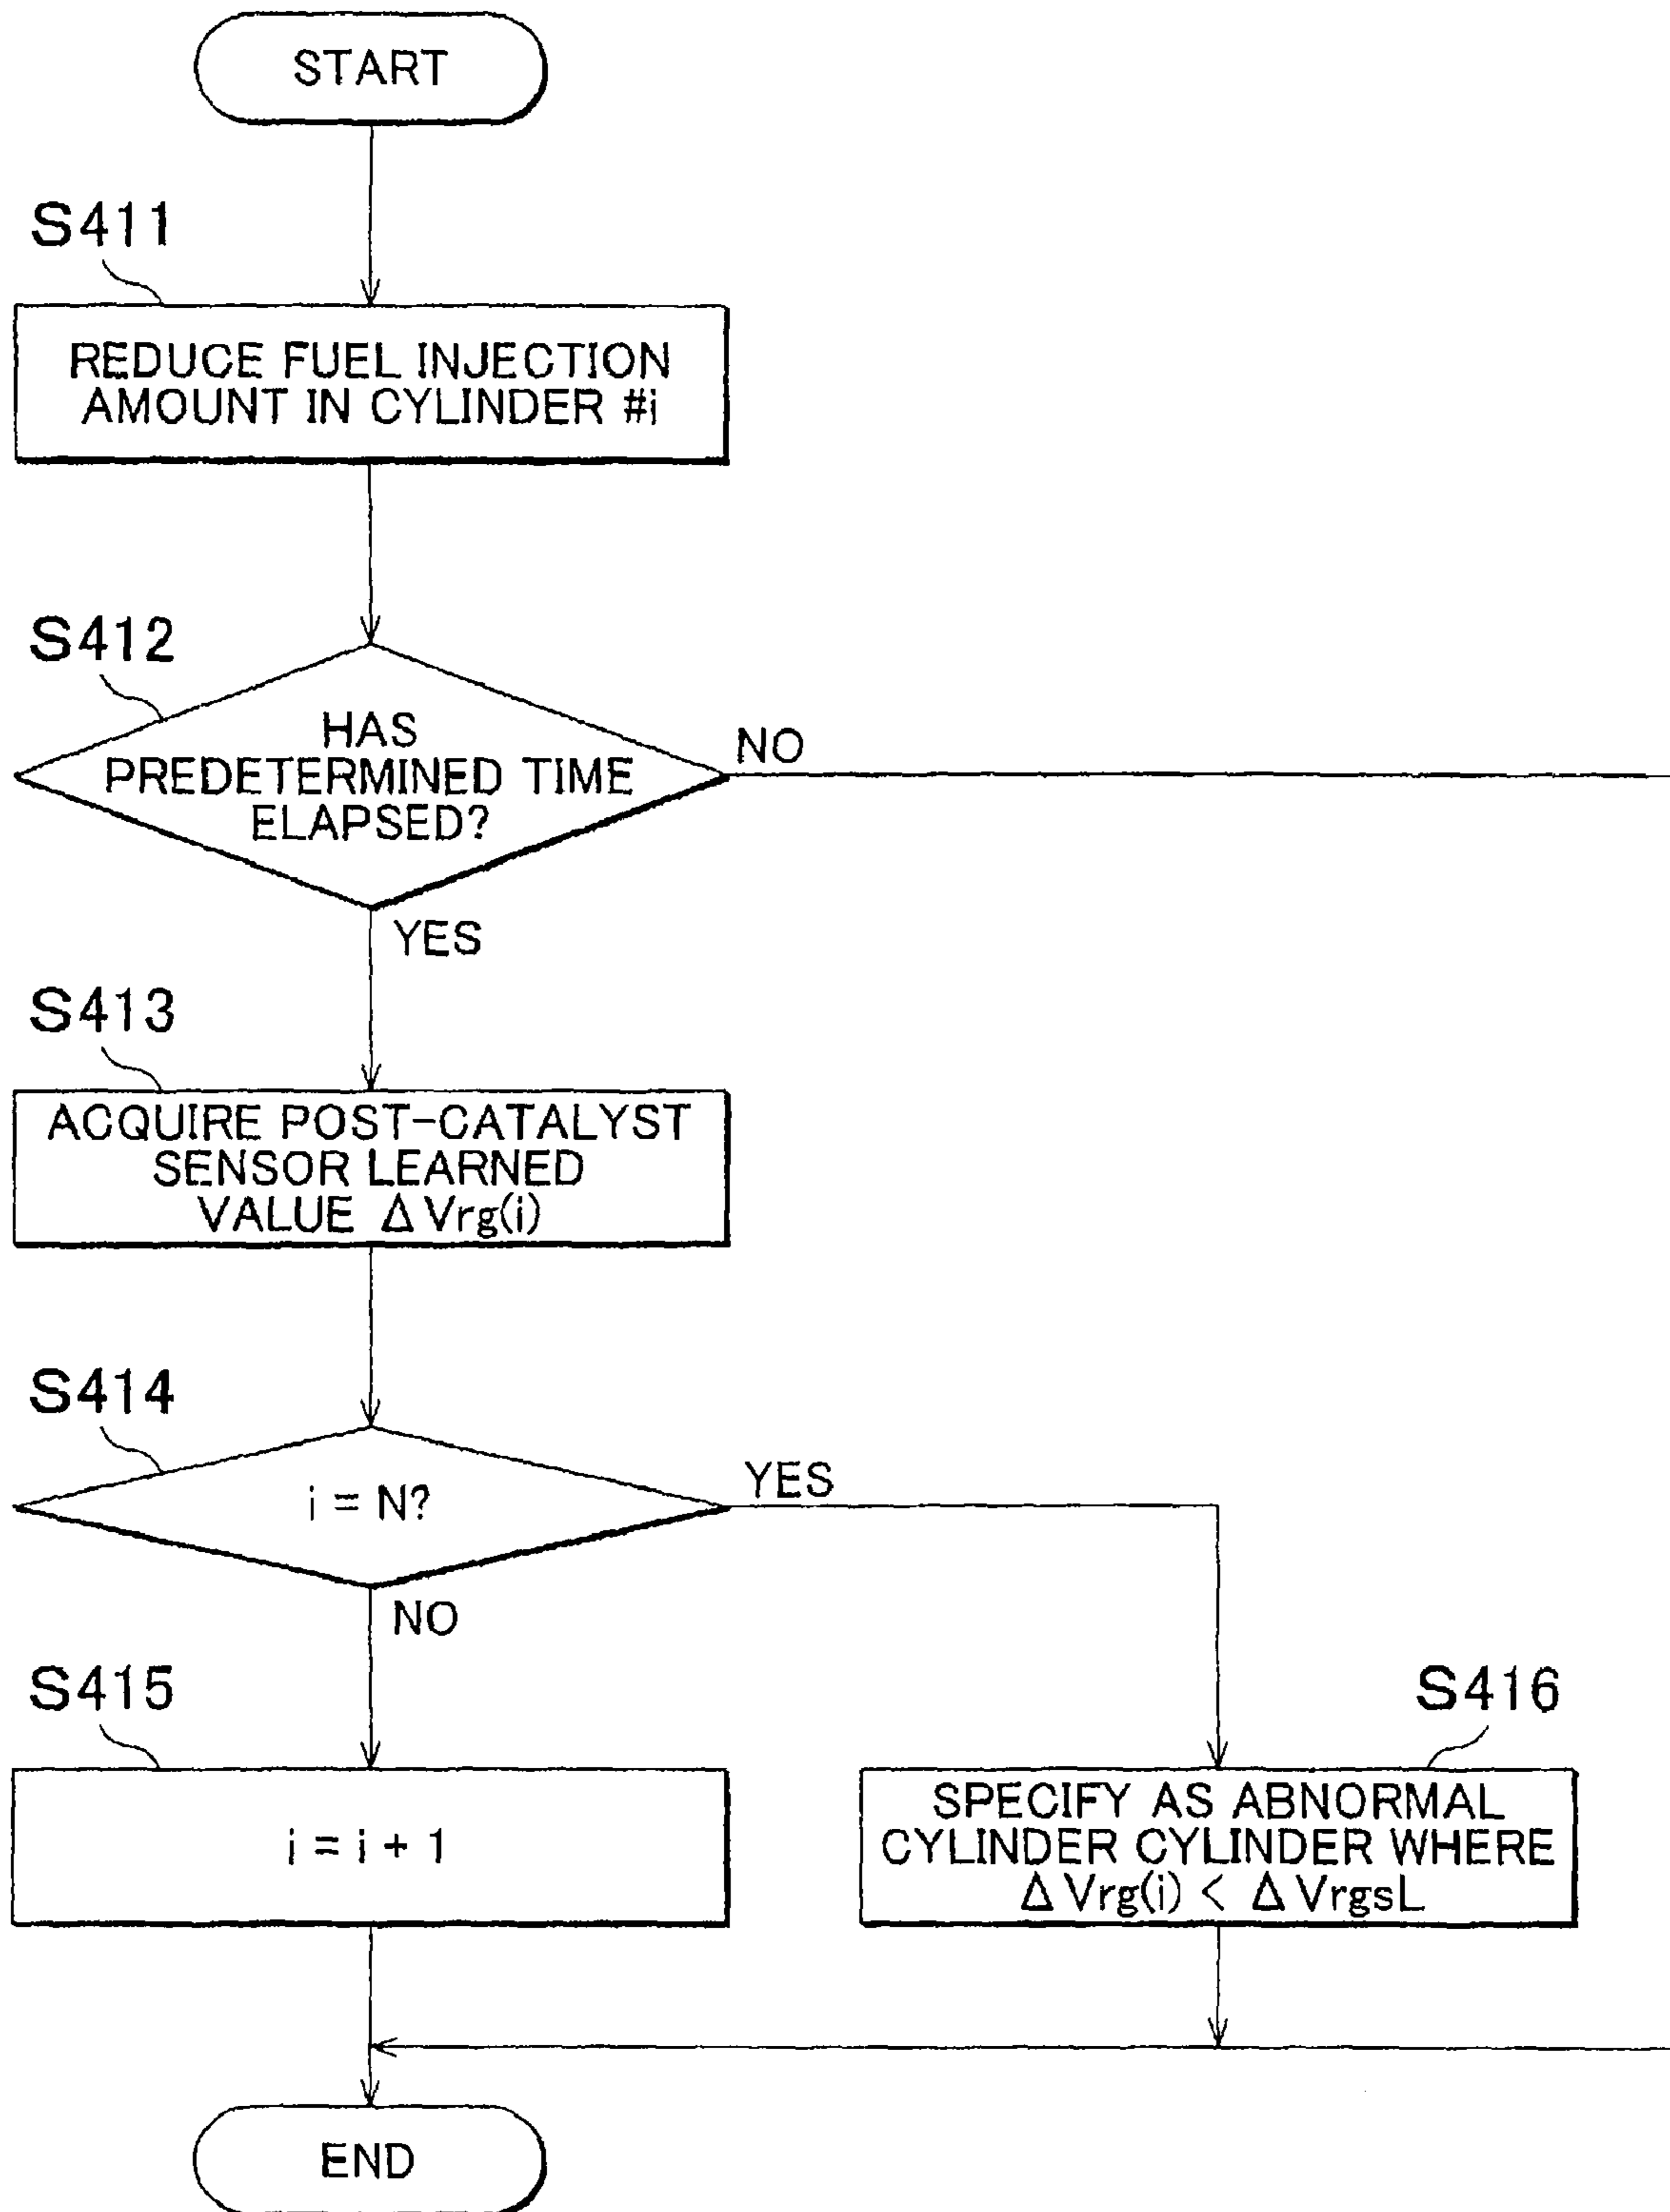 START
S411
REDUCE FUEL INJECTION
AMOUNT IN CYLINDER #i
S412
HAS
PREDETERMINED TIME
ELAPSED?
NO
YES
S413
ACQUIRE POST-CATALYST
SENSOR LEARNED
VALUE ΔVrg(i)
S414
i = N?
YES
NO
S415
i = i + 1
S416
SPECIFY AS ABNORMAL
CYLINDER CYLINDER WHERE
ΔVrg(i) < ΔVrgsL
END